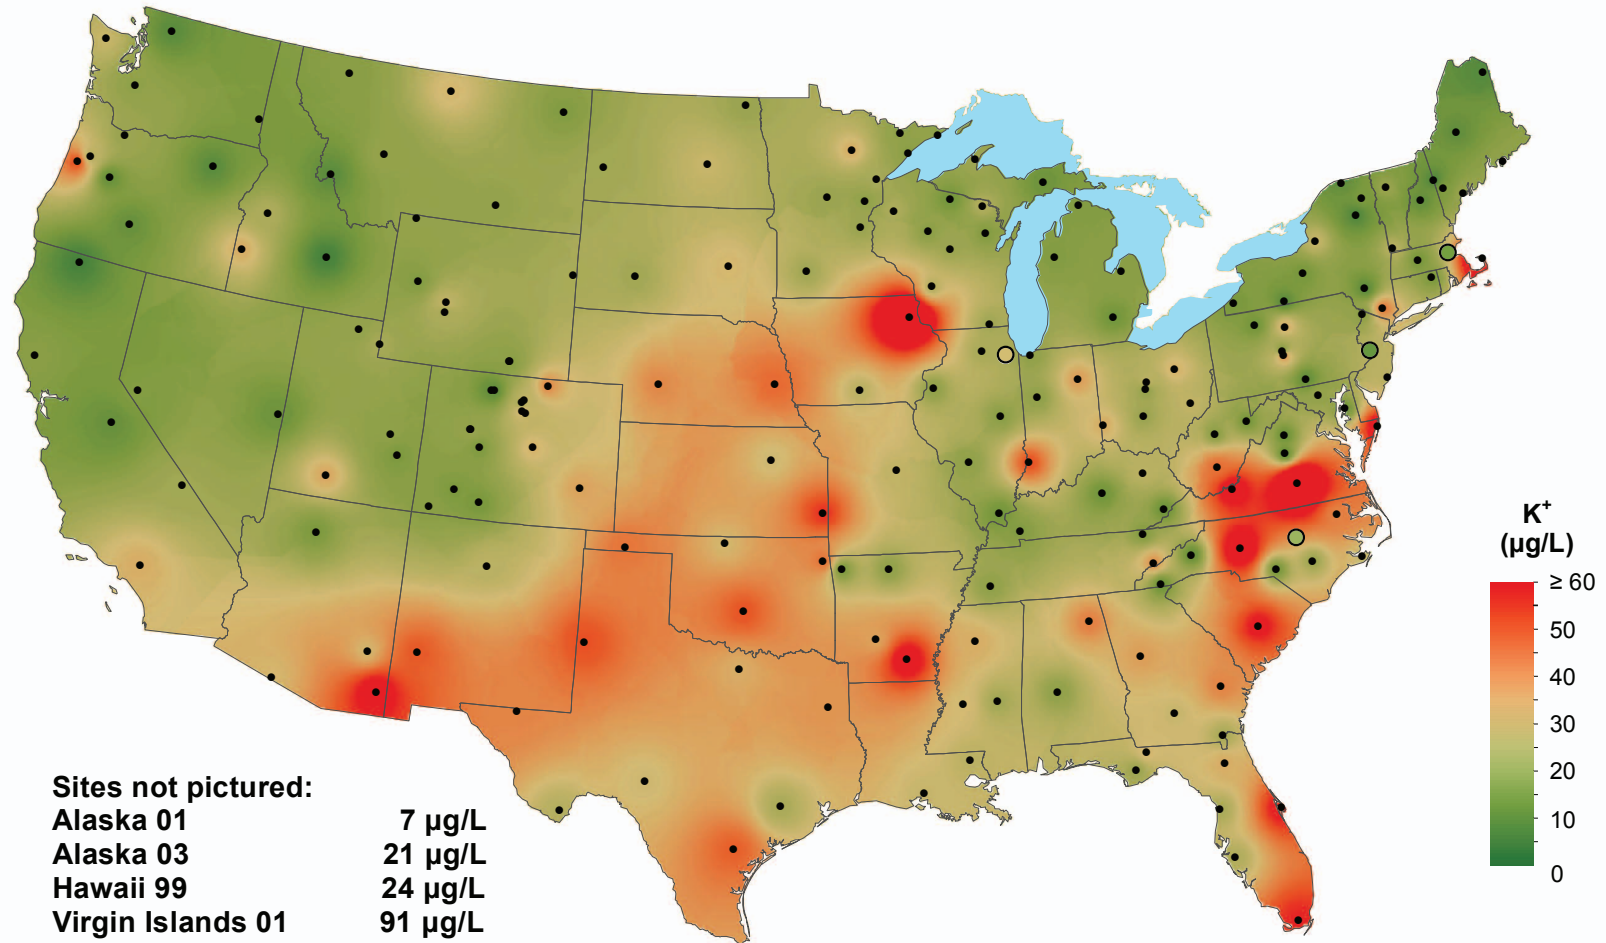 K+
(µg/L)
≥ 60
50
40
30
20
10
0
Sites not pictured:
Alaska 01 7 µg/L
Alaska 03 21 µg/L
Hawaii 99 24 µg/L
Virgin Islands 01 91 µg/L